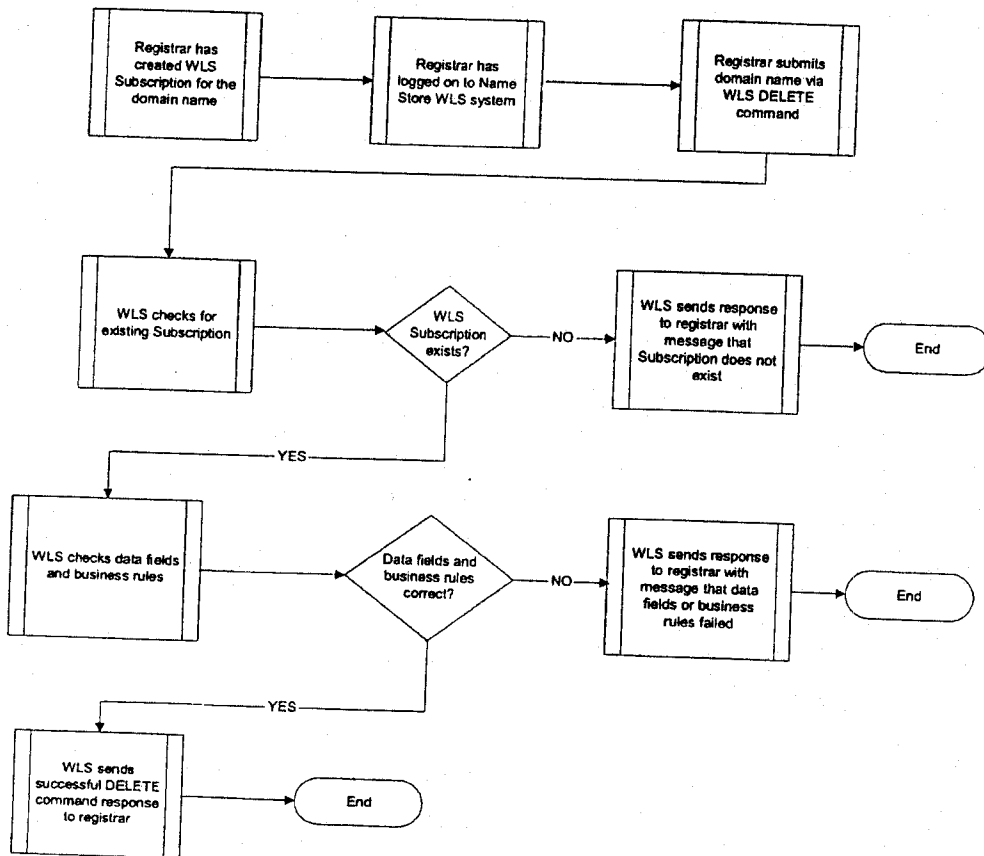 Registrar has
created WLS
Subscription for the
domain name
Registrar has
logged on to Name
Store WLS system
Registrar submits
domain name via
WLS DELETE
command
WLS checks for
existing Subscription
WLS
Subscription
exists?
NO
WLS sends response
to registrar with
message that
Subscription does not
exist
End
YES
WLS checks data fields
and business rules
Data fields and
business rules
correct?
NO
WLS sends response
to registrar with
message that data
fields or business
rules failed
End
YES
WLS sends
successful DELETE
command response
to registrar
End